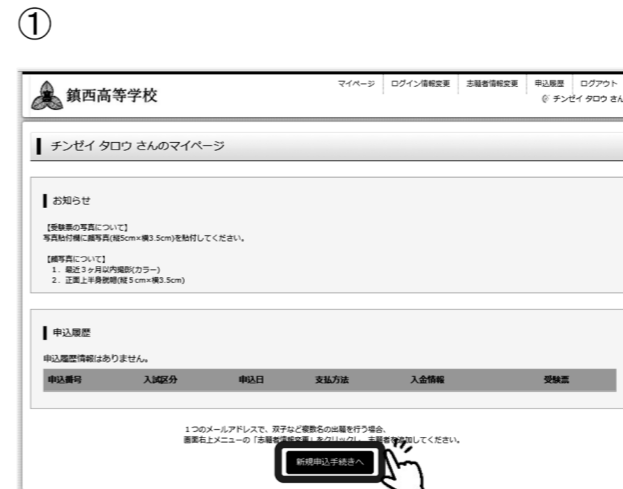 ①
鎮西高等学校
マイページ ログイン情報変更 志願者情報変更 申込履歴 ログアウト
チンゼイ タロウ さん
チンゼイ タロウ さんのマイページ
お知らせ
【受験票の写真について】
写真貼付欄に顔写真(縦5cm×横3.5cm)を貼付してください。
【顔写真について】
1. 最近3ヶ月以内撮影(カラー)
2. 正面上半身脱帽(縦5cm×横3.5cm)
申込履歴
申込履歴情報はありません。
申込番号 入試区分 申込日 支払方法 入金情報 受験票
1つのメールアドレスで、双子など複数名の出願を行う場合、
画面右上メニューの「志願者情報変更」をクリックし、志願者を追加してください。
新規申込手続きへ